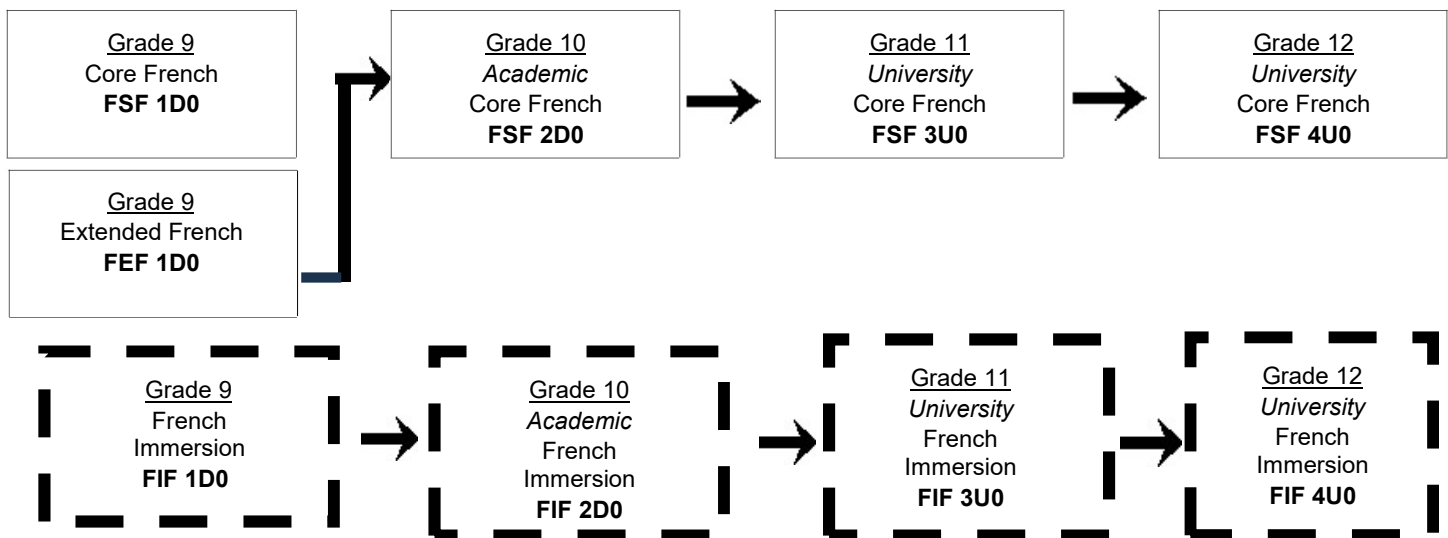 Grade 9
Core French
FSF 1D0
Grade 10
Academic
Core French
FSF 2D0
Grade 11
University
Core French
FSF 3U0
Grade 12
University
Core French
FSF 4U0
Grade 9
Extended French
FEF 1D0
Grade 9
French
Immersion
FIF 1D0
Grade 10
Academic
French
Immersion
FIF 2D0
Grade 11
University
French
Immersion
FIF 3U0
Grade 12
University
French
Immersion
FIF 4U0